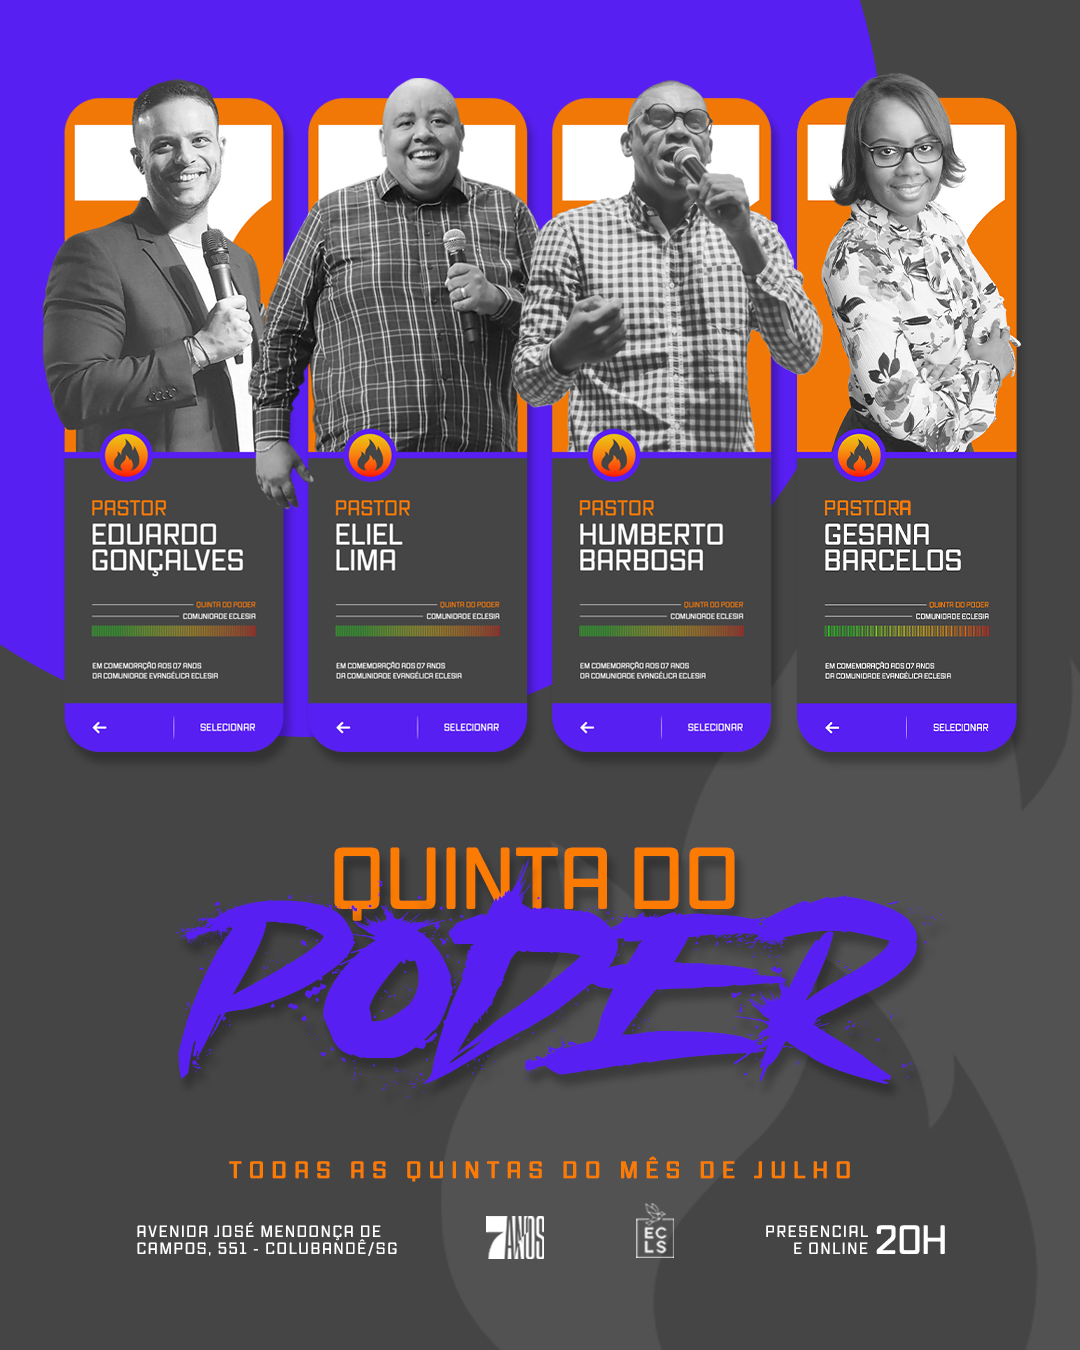 PASTOR
EDUARDO
GONÇALVES
QUINTA DO PODER
COMUNIDADE ECLESIA
EM COMEMORAÇÃO AOS 07 ANOS
DA COMUNIDADE EVANGÉLICA ECLESIA
SELECIONAR
PASTOR
ELIEL
LIMA
QUINTA DO PODER
COMUNIDADE ECLESIA
EM COMEMORAÇÃO AOS 07 ANOS
DA COMUNIDADE EVANGÉLICA ECLESIA
SELECIONAR
PASTOR
HUMBERTO
BARBOSA
QUINTA DO PODER
COMUNIDADE ECLESIA
EM COMEMORAÇÃO AOS 07 ANOS
DA COMUNIDADE EVANGÉLICA ECLESIA
SELECIONAR
PASTORA
GESANA
BARCELOS
QUINTA DO PODER
COMUNIDADE ECLESIA
EM COMEMORAÇÃO AOS 07 ANOS
DA COMUNIDADE EVANGÉLICA ECLESIA
SELECIONAR
QUINTA DO
PODER
TODAS AS QUINTAS DO MÊS DE JULHO
AVENIDA JOSÉ MENDONÇA DE
CAMPOS, 551 - COLUBANDÊ/SG
7ANOS
EC
LS
PRESENCIAL
E ONLINE
20H